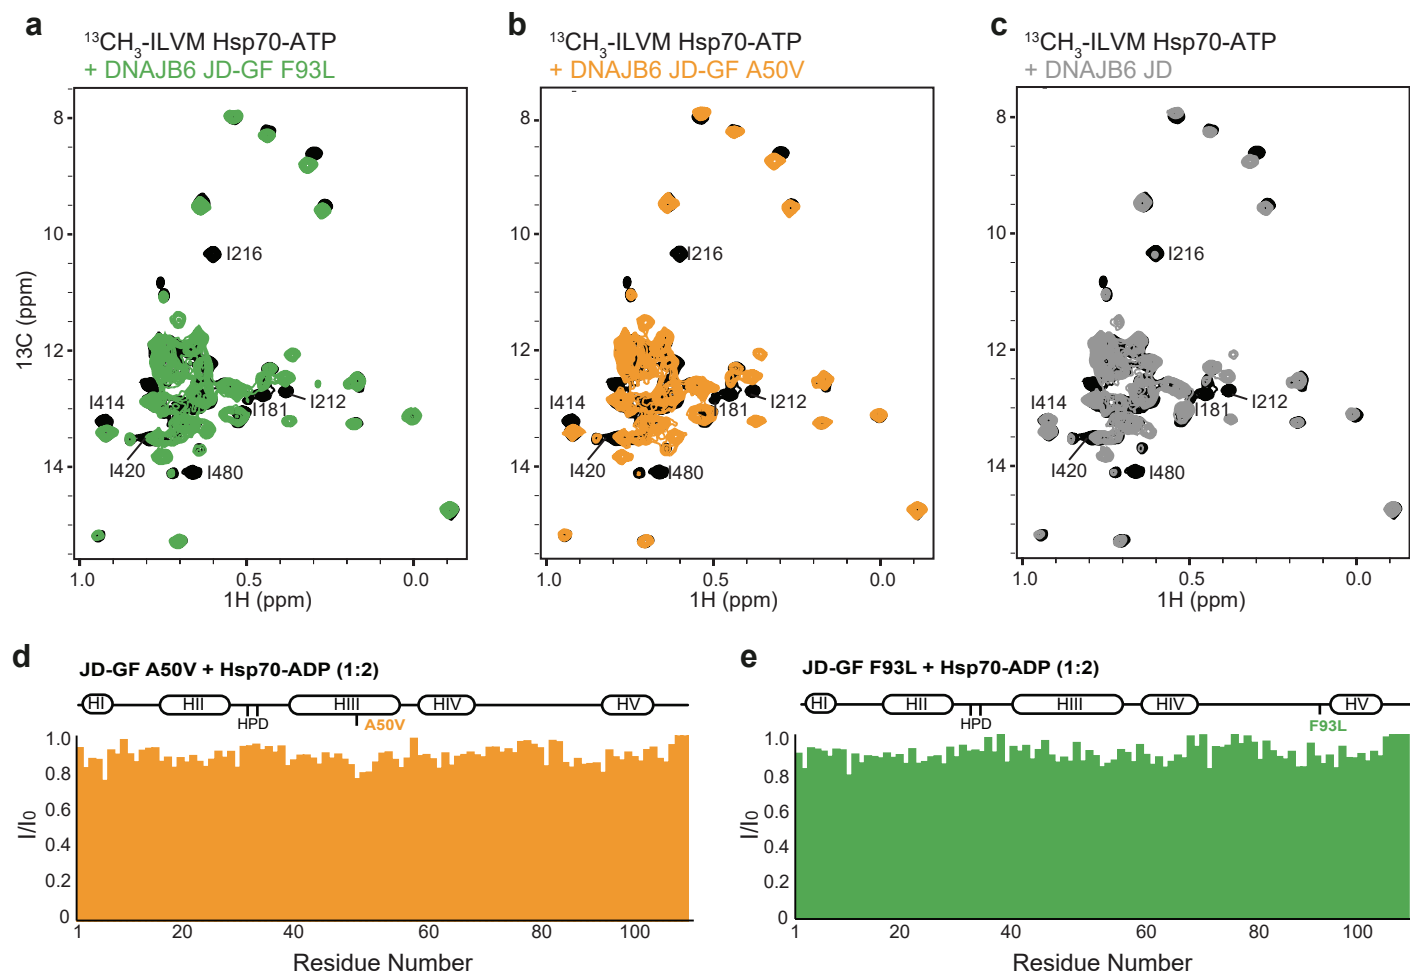 a
¹³CH₃-ILVM Hsp70-ATP
+ DNAJB6 JD-GF F93L
8
10
12
14
13C (ppm)
I216
I414
I181
I212
I420
I480
1.0 0.5 0.0
1H (ppm)
b
¹³CH₃-ILVM Hsp70-ATP
+ DNAJB6 JD-GF A50V
8
10
12
14
I216
I414
I181
I212
I420
I480
1.0 0.5 0.0
1H (ppm)
c
¹³CH₃-ILVM Hsp70-ATP
+ DNAJB6 JD
8
10
12
14
I216
I414
I181
I212
I420
I480
1.0 0.5 0.0
1H (ppm)
d
JD-GF A50V + Hsp70-ADP (1:2)
HI HII HIII HIV HV
HPD A50V
1.0
0.8
0.6
0.4
0.2
0
I/I₀
1 20 40 60 80 100
Residue Number
e
JD-GF F93L + Hsp70-ADP (1:2)
HI HII HIII HIV HV
HPD F93L
1.0
0.8
0.6
0.4
0.2
0
I/I₀
1 20 40 60 80 100
Residue Number